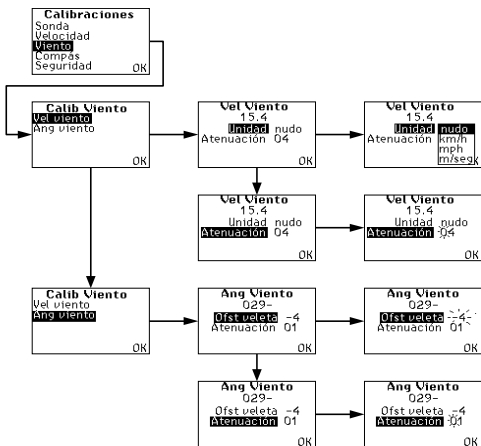 Calibraciones
Sonda
Velocidad
Viento
Compás
Seguridad
OK
Calib Viento
Vel viento
Ang viento
OK
Vel Viento
15.4
Unidad nudo
Atenuación 04
OK
Vel Viento
15.4
Unidad nudo
Atenuación km/h
mph
m/seg
OK
Vel Viento
15.4
Unidad nudo
Atenuación 04
OK
Vel Viento
15.4
Unidad nudo
Atenuación 04
OK
Calib Viento
Vel viento
Ang viento
OK
Ang Viento
029-
Ofst veleta -4
Atenuación 01
OK
Ang Viento
029-
Ofst veleta -4-
Atenuación 01
OK
Ang Viento
029-
Ofst veleta -4
Atenuación 01
OK
Ang Viento
029-
Ofst veleta -4
Atenuación 01
OK